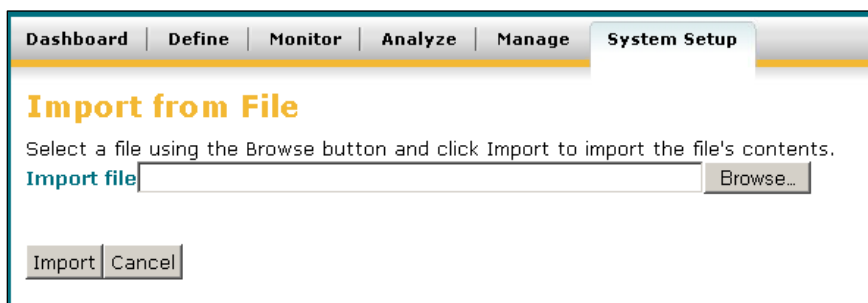 Dashboard Define Monitor Analyze Manage System Setup
Import from File
Select a file using the Browse button and click Import to import the file's contents.
Import file Browse...
Import Cancel